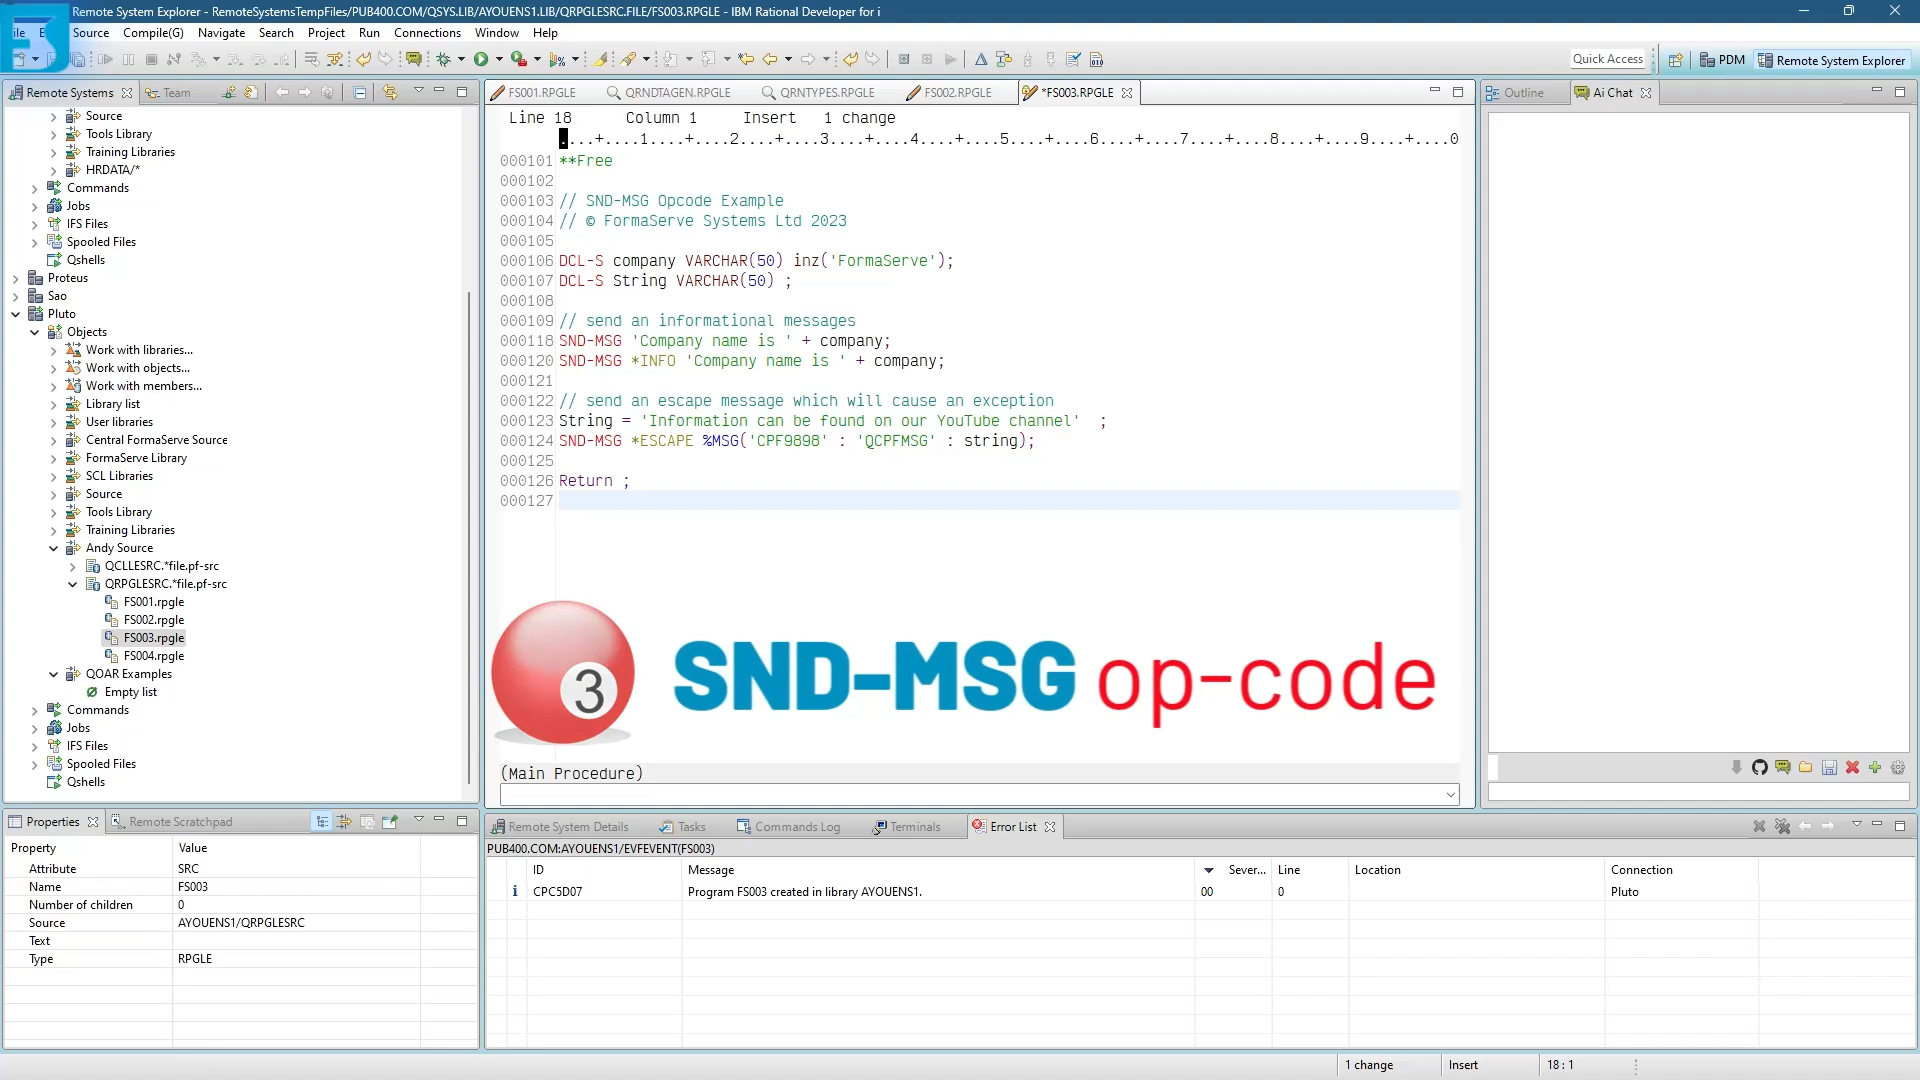 Remote System Explorer - RemoteSystemsTempFiles/PUB400.COM/QSYS.LIB/AYOUENS1.LIB/QRPGLESRC.FILE/FS003.RPGLE - IBM Rational Developer for i
ile E Source Compile(G) Navigate Search Project Run Connections Window Help
Quick Access PDM Remote System Explorer
Remote Systems Team
Source
Tools Library
Training Libraries
HRDATA/*
Commands
Jobs
IFS Files
Spooled Files
Qshells
Proteus
Sao
Pluto
Objects
Work with libraries...
Work with objects...
Work with members...
Library list
User libraries
Central FormaServe Source
FormaServe Library
SCL Libraries
Source
Tools Library
Training Libraries
Andy Source
QCLLESRC.*file.pf-src
QRPGLESRC.*file.pf-src
FS001.rpgle
FS002.rpgle
FS003.rpgle
FS004.rpgle
QOAR Examples
Empty list
Commands
Jobs
IFS Files
Spooled Files
Qshells
FS001.RPGLE QRNDTAGEN.RPGLE QRNTYPES.RPGLE FS002.RPGLE *FS003.RPGLE
Line 18 Column 1 Insert 1 change
....+....1....+....2....+....3....+....4....+....5....+....6....+....7....+....8....+....9....+....0
000101 **Free
000102
000103 // SND-MSG Opcode Example
000104 // © FormaServe Systems Ltd 2023
000105
000106 DCL-S company VARCHAR(50) inz('FormaServe');
000107 DCL-S String VARCHAR(50) ;
000108
000109 // send an informational messages
000118 SND-MSG 'Company name is ' + company;
000120 SND-MSG *INFO 'Company name is ' + company;
000121
000122 // send an escape message which will cause an exception
000123 String = 'Information can be found on our YouTube channel'  ;
000124 SND-MSG *ESCAPE %MSG('CPF9898' : 'QCPFMSG' : string);
000125
000126 Return ;
000127
3 SND-MSG op-code
(Main Procedure)
Outline Ai Chat
Properties Remote Scratchpad
Property Value
Attribute SRC
Name FS003
Number of children 0
Source AYOUENS1/QRPGLESRC
Text
Type RPGLE
Remote System Details Tasks Commands Log Terminals Error List
PUB400.COM:AYOUENS1/EVFEVENT(FS003)
ID Message Sever... Line Location Connection
i CPC5D07 Program FS003 created in library AYOUENS1. 00 0 Pluto
1 change Insert 18 : 1